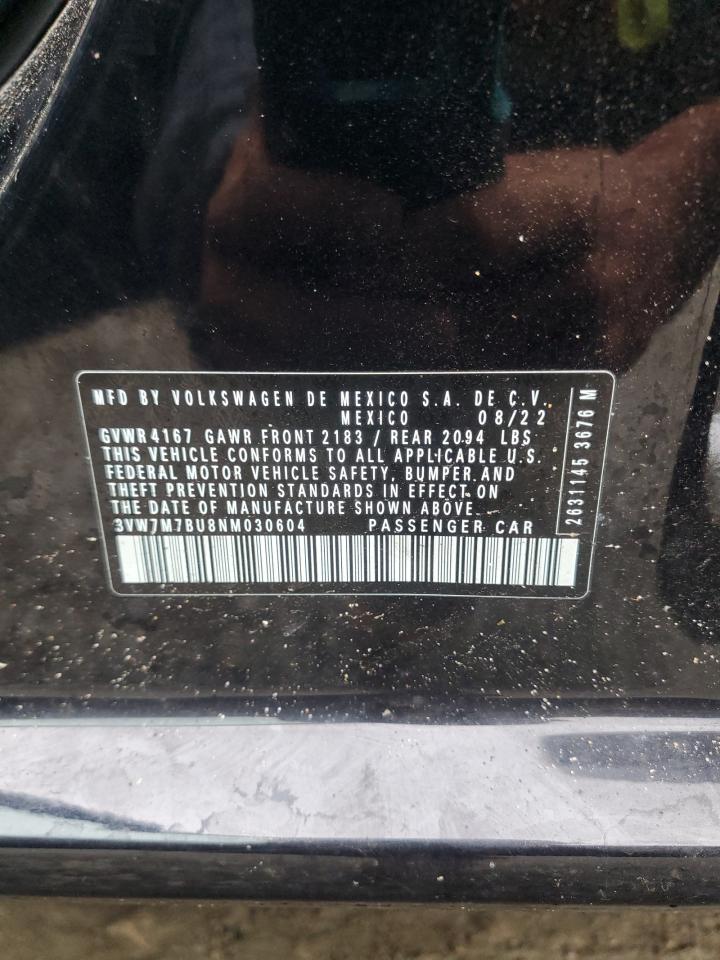 MFD BY VOLKSWAGEN DE MEXICO S.A. DE C.V.
MEXICO 08/22
GVWR 4167 GAWR FRONT 2183 / REAR 2094 LBS
THIS VEHICLE CONFORMS TO ALL APPLICABLE U.S.
FEDERAL MOTOR VEHICLE SAFETY, BUMPER AND
THEFT PREVENTION STANDARDS IN EFFECT ON
THE DATE OF MANUFACTURE SHOWN ABOVE.
3VW7M7BU8NM030604 PASSENGER CAR
2631145 3676 M